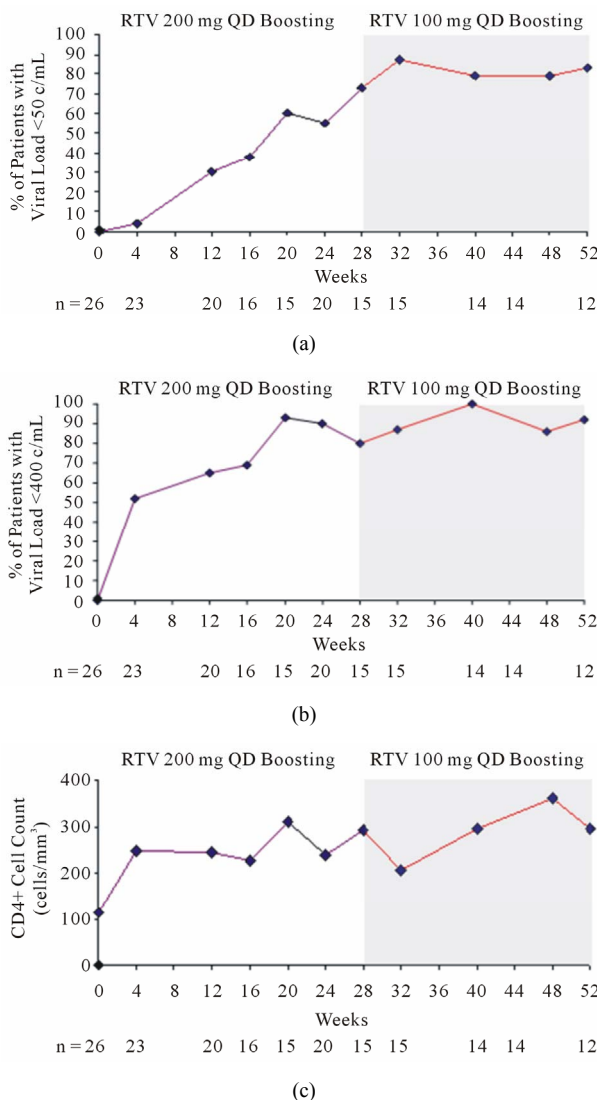 RTV 200 mg QD Boosting RTV 100 mg QD Boosting
% of Patients with
Viral Load <50 c/mL
100
90
80
70
60
50
40
30
20
10
0
0 4 8 12 16 20 24 28 32 36 40 44 48 52
Weeks
n = 26 23 20 16 15 20 15 15 14 14 12
(a)
RTV 200 mg QD Boosting RTV 100 mg QD Boosting
% of Patients with
Viral Load <400 c/mL
100
90
80
70
60
50
40
30
20
10
0
0 4 8 12 16 20 24 28 32 36 40 44 48 52
Weeks
n = 26 23 20 16 15 20 15 15 14 14 12
(b)
RTV 200 mg QD Boosting RTV 100 mg QD Boosting
CD4+ Cell Count
(cells/mm³)
400
300
200
100
0
0 4 8 12 16 20 24 28 32 36 40 44 48 52
Weeks
n = 26 23 20 16 15 20 15 15 14 14 12
(c)